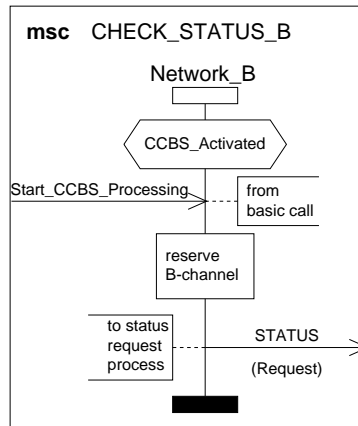 msc CHECK_STATUS_B
Network_B
CCBS_Activated
Start_CCBS_Processing
from
basic call
reserve
B-channel
to status
request
process
STATUS
(Request)